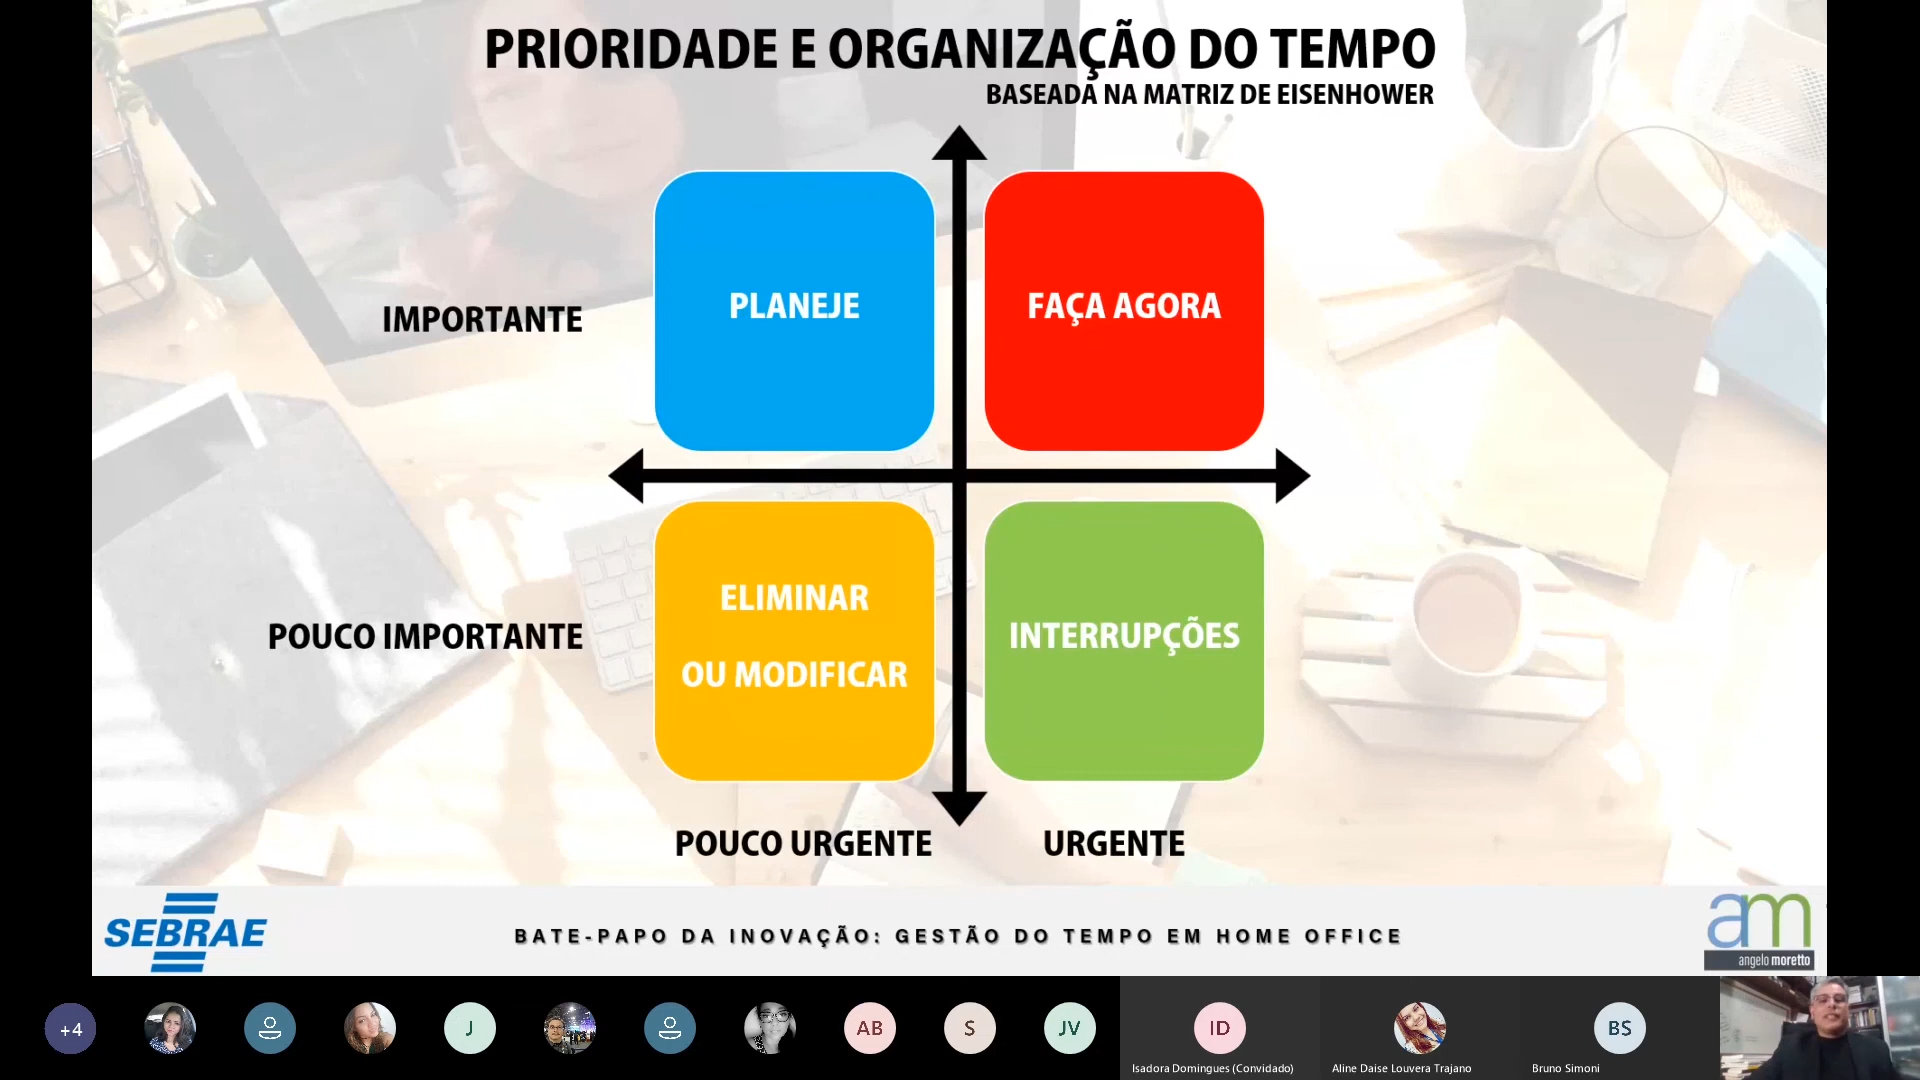 PRIORIDADE E ORGANIZAÇÃO DO TEMPO
BASEADA NA MATRIZ DE EISENHOWER
IMPORTANTE
PLANEJE
FAÇA AGORA
POUCO IMPORTANTE
ELIMINAR
OU MODIFICAR
INTERRUPÇÕES
POUCO URGENTE
URGENTE
SEBRAE
BATE-PAPO DA INOVAÇÃO: GESTÃO DO TEMPO EM HOME OFFICE
am
angelo moretto
+4
J
AB
S
JV
ID
BS
Isadora Domingues (Convidado)
Aline Daise Louvera Trajano
Bruno Simoni